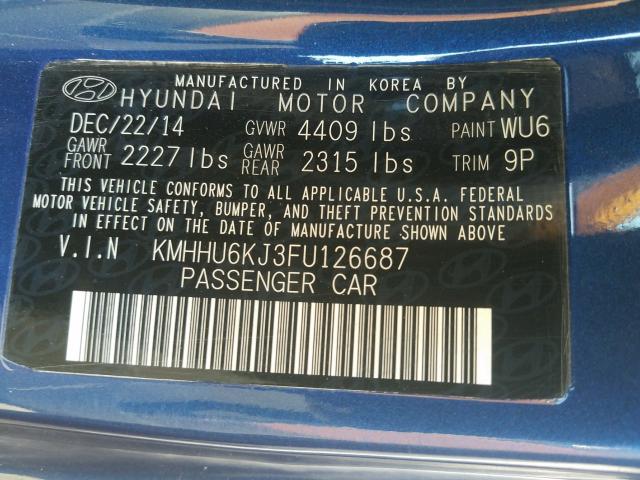 MANUFACTURED IN KOREA BY
HYUNDAI MOTOR COMPANY
DEC/22/14 GVWR 4409 lbs PAINT WU6
GAWR FRONT 2227 lbs GAWR REAR 2315 lbs TRIM 9P
THIS VEHICLE CONFORMS TO ALL APPLICABLE U.S.A. FEDERAL
MOTOR VEHICLE SAFETY, BUMPER, AND THEFT PREVENTION STANDARDS
IN EFFECT ON THE DATE OF MANUFACTURE SHOWN ABOVE
V.I.N KMHHU6KJ3FU126687
PASSENGER CAR